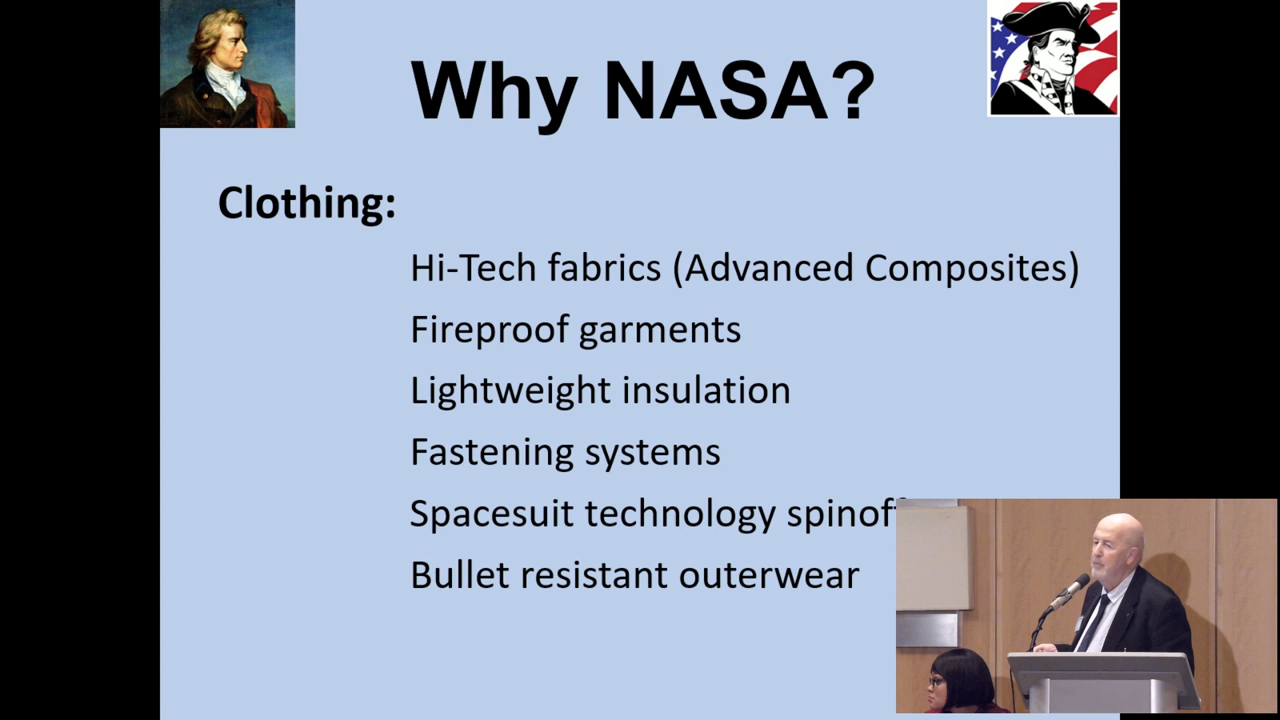 Why NASA?
Clothing:
Hi-Tech fabrics (Advanced Composites)
Fireproof garments
Lightweight insulation
Fastening systems
Spacesuit technology spinoff
Bullet resistant outerwear